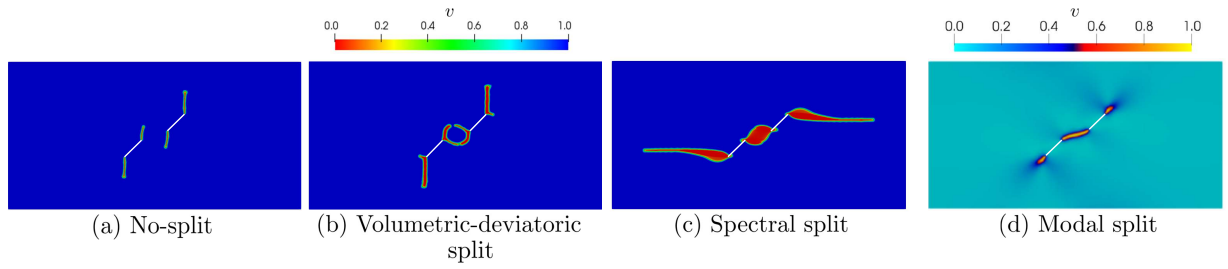 v
0.0 0.2 0.4 0.6 0.8 1.0
v
0.0 0.2 0.4 0.6 0.8 1.0
(a) No-split
(b) Volumetric-deviatoric
split
(c) Spectral split
(d) Modal split